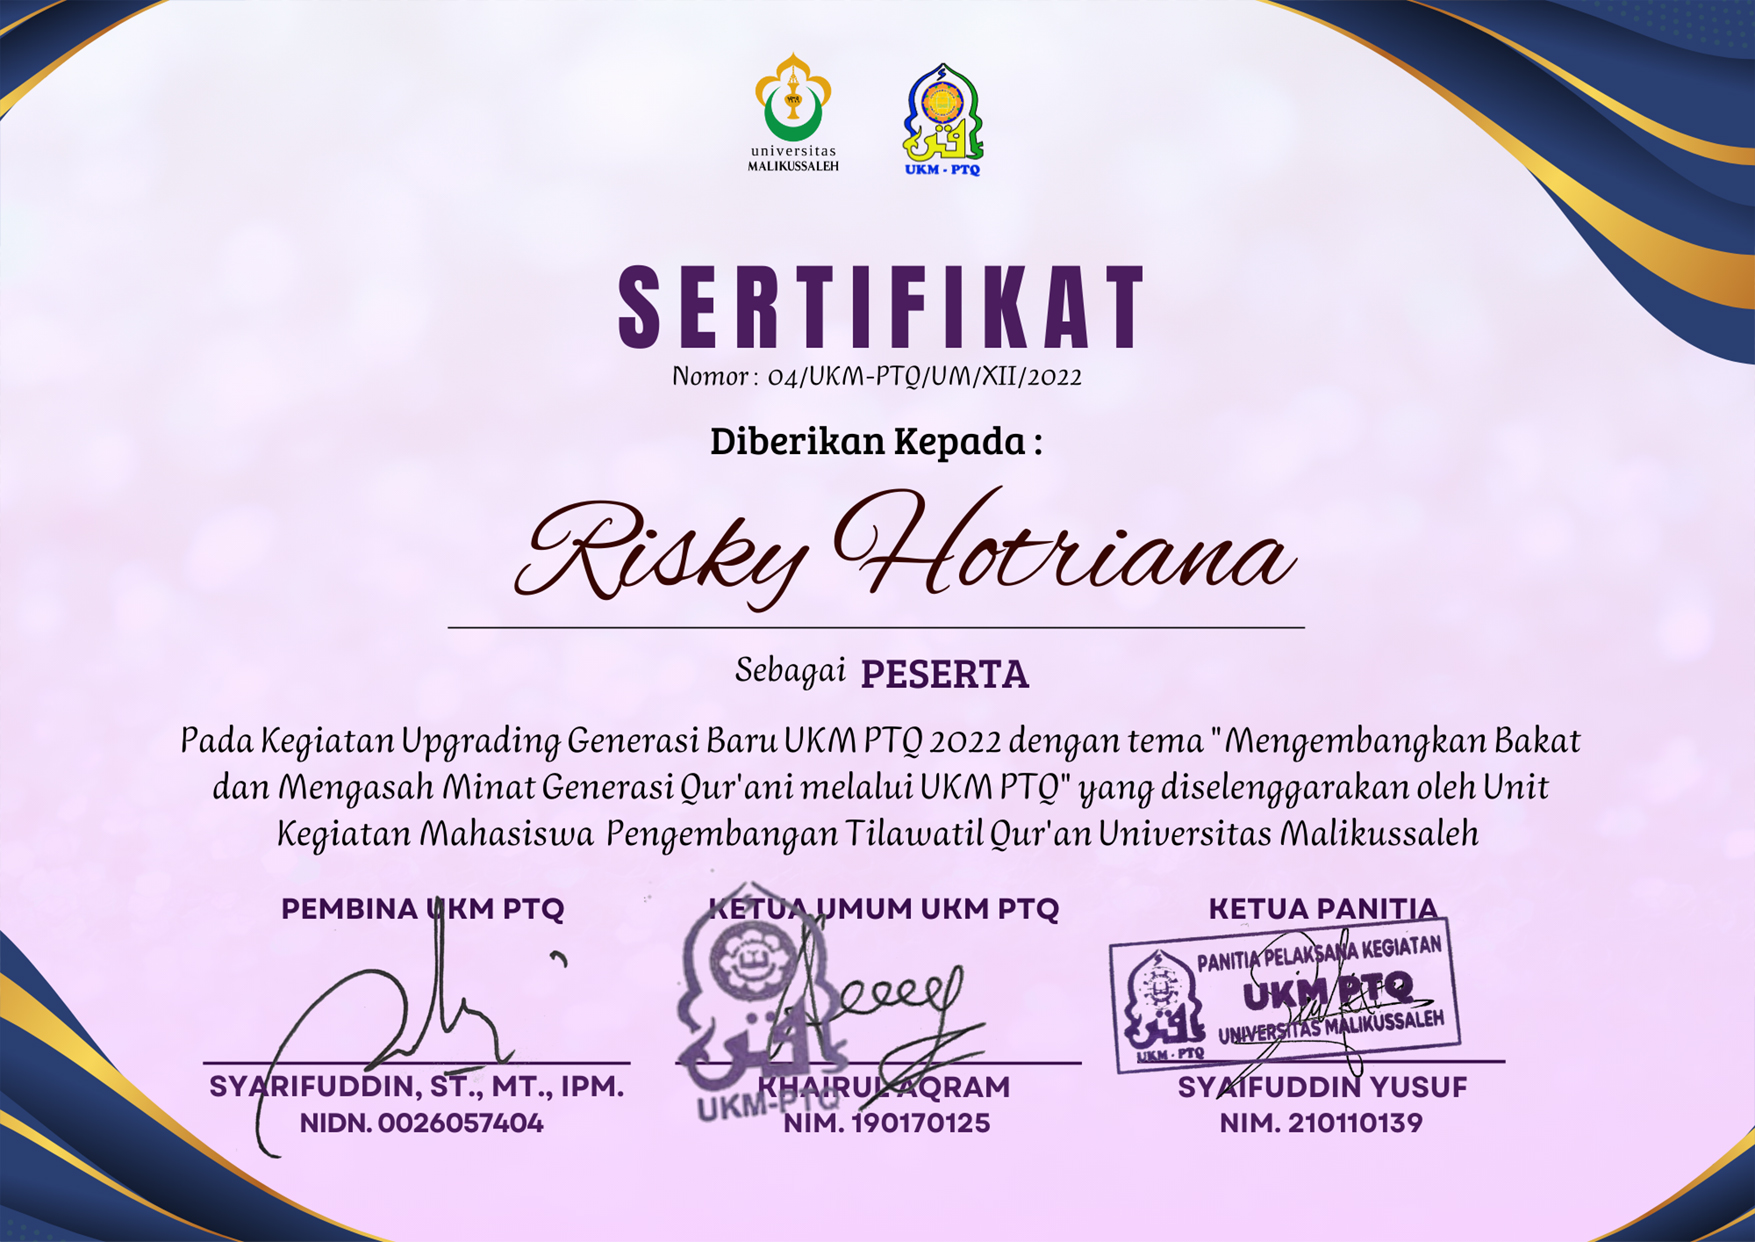 universitas
MALIKUSSALEH
UKM - PTQ
SERTIFIKAT
Nomor : 04/UKM-PTQ/UM/XII/2022
Diberikan Kepada :
Risky Hotriana
Sebagai PESERTA
Pada Kegiatan Upgrading Generasi Baru UKM PTQ 2022 dengan tema "Mengembangkan Bakat
dan Mengasah Minat Generasi Qur'ani melalui UKM PTQ" yang diselenggarakan oleh Unit
Kegiatan Mahasiswa Pengembangan Tilawatil Qur'an Universitas Malikussaleh
PEMBINA UKM PTQ
SYARIFUDDIN, ST., MT., IPM.
NIDN. 0026057404
KETUA UMUM UKM PTQ
UKM-PTQ
KHAIRUL AQRAM
NIM. 190170125
KETUA PANITIA
PANITIA PELAKSANA KEGIATAN
UKM PTQ
UNIVERSITAS MALIKUSSALEH
UKM - PTQ
SYAIFUDDIN YUSUF
NIM. 210110139